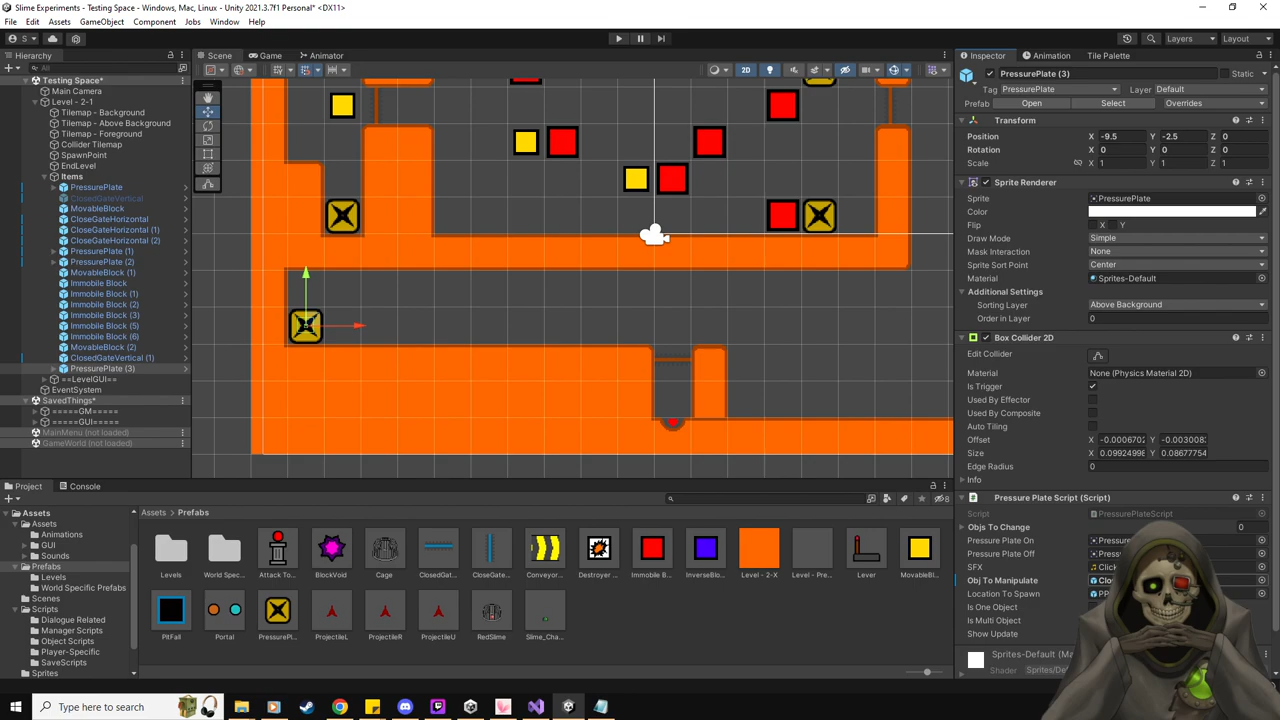 Slime Experiments - Testing Space - Windows, Mac, Linux - Unity 2021.3.7f1 Personal* <DX11>
File Edit Assets GameObject Component Jobs Window Help
S Layers Layout
Hierarchy Scene Game Animator Inspector Animation Tile Palette
All
2D
Testing Space*
Main Camera
Level - 2-1
Tilemap - Background
Tilemap - Above Background
Tilemap - Foreground
Collider Tilemap
SpawnPoint
EndLevel
Items
PressurePlate
ClosedGateVertical
MovableBlock
CloseGateHorizontal
CloseGateHorizontal (1)
CloseGateHorizontal (2)
PressurePlate (1)
PressurePlate (2)
MovableBlock (1)
Immobile Block
Immobile Block (1)
Immobile Block (2)
Immobile Block (3)
Immobile Block (5)
Immobile Block (6)
MovableBlock (2)
ClosedGateVertical (1)
PressurePlate (3)
==LevelGUI==
EventSystem
SavedThings*
=====GM=====
=====GUI=====
MainMenu (not loaded)
GameWorld (not loaded)
PressurePlate (3) Static
Tag PressurePlate Layer Default
Prefab Open Select Overrides
Transform
Position X -9.5 Y -2.5 Z 0
Rotation X 0 Y 0 Z 0
Scale X 1 Y 1 Z 1
Sprite Renderer
Sprite PressurePlate
Color
Flip X Y
Draw Mode Simple
Mask Interaction None
Sprite Sort Point Center
Material Sprites-Default
Additional Settings
Sorting Layer Above Background
Order in Layer 0
Box Collider 2D
Edit Collider
Material None (Physics Material 2D)
Is Trigger
Used By Effector
Used By Composite
Auto Tiling
Offset X -0.0006702 Y -0.003008
Size X 0.0992499 Y 0.08677754
Edge Radius 0
Info
Pressure Plate Script (Script)
Script PressurePlateScript
Objs To Change 0
Pressure Plate On Pressur
Pressure Plate Off Press
SFX Click
Obj To Manipulate Clo
Location To Spawn PP
Is One Object
Is Multi Object
Show Update
Sprites-Default (Ma
Shader Sprites/De
Project Console
8
Assets
Assets
Animations
GUI
Sounds
Prefabs
Levels
World Specific Prefabs
Scenes
Scripts
Dialogue Related
Manager Scripts
Object Scripts
Player-Specific
SaveScripts
Sprites
Assets > Prefabs
Levels World Spec... Attack To... BlockVoid Cage ClosedGat... CloseGate... Conveyor... Destroyer ... Immobile B... InverseBlo... Level - 2-X Level - Pre... Lever MovableBl...
PitFall Portal PressurePl... ProjectileL ProjectileR ProjectileU RedSlime Slime_Cha...
Type here to search